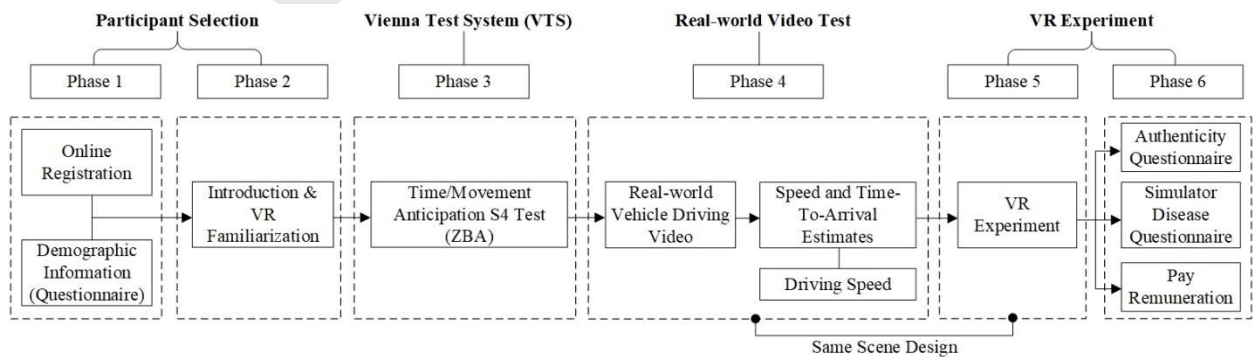 Participant Selection
Vienna Test System (VTS)
Real-world Video Test
VR Experiment
Phase 1
Phase 2
Phase 3
Phase 4
Phase 5
Phase 6
Online
Registration
Demographic
Information
(Questionnaire)
Introduction &
VR
Familiarization
Time/Movement
Anticipation S4 Test
(ZBA)
Real-world
Vehicle Driving
Video
Speed and Time-
To-Arrival
Estimates
Driving Speed
VR
Experiment
Authenticity
Questionnaire
Simulator
Disease
Questionnaire
Pay
Remuneration
Same Scene Design